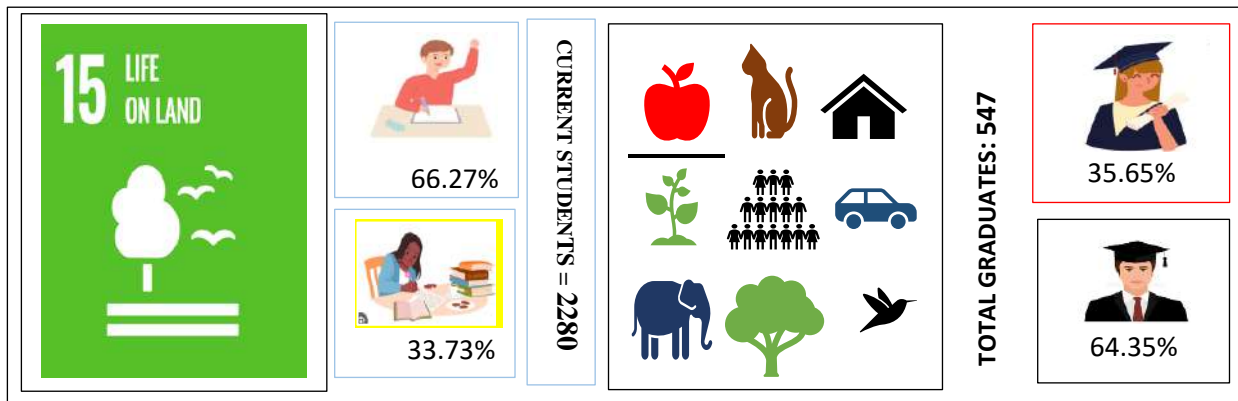 15 LIFE
ON LAND
66.27%
33.73%
CURRENT STUDENTS = 2280
TOTAL GRADUATES: 547
35.65%
64.35%